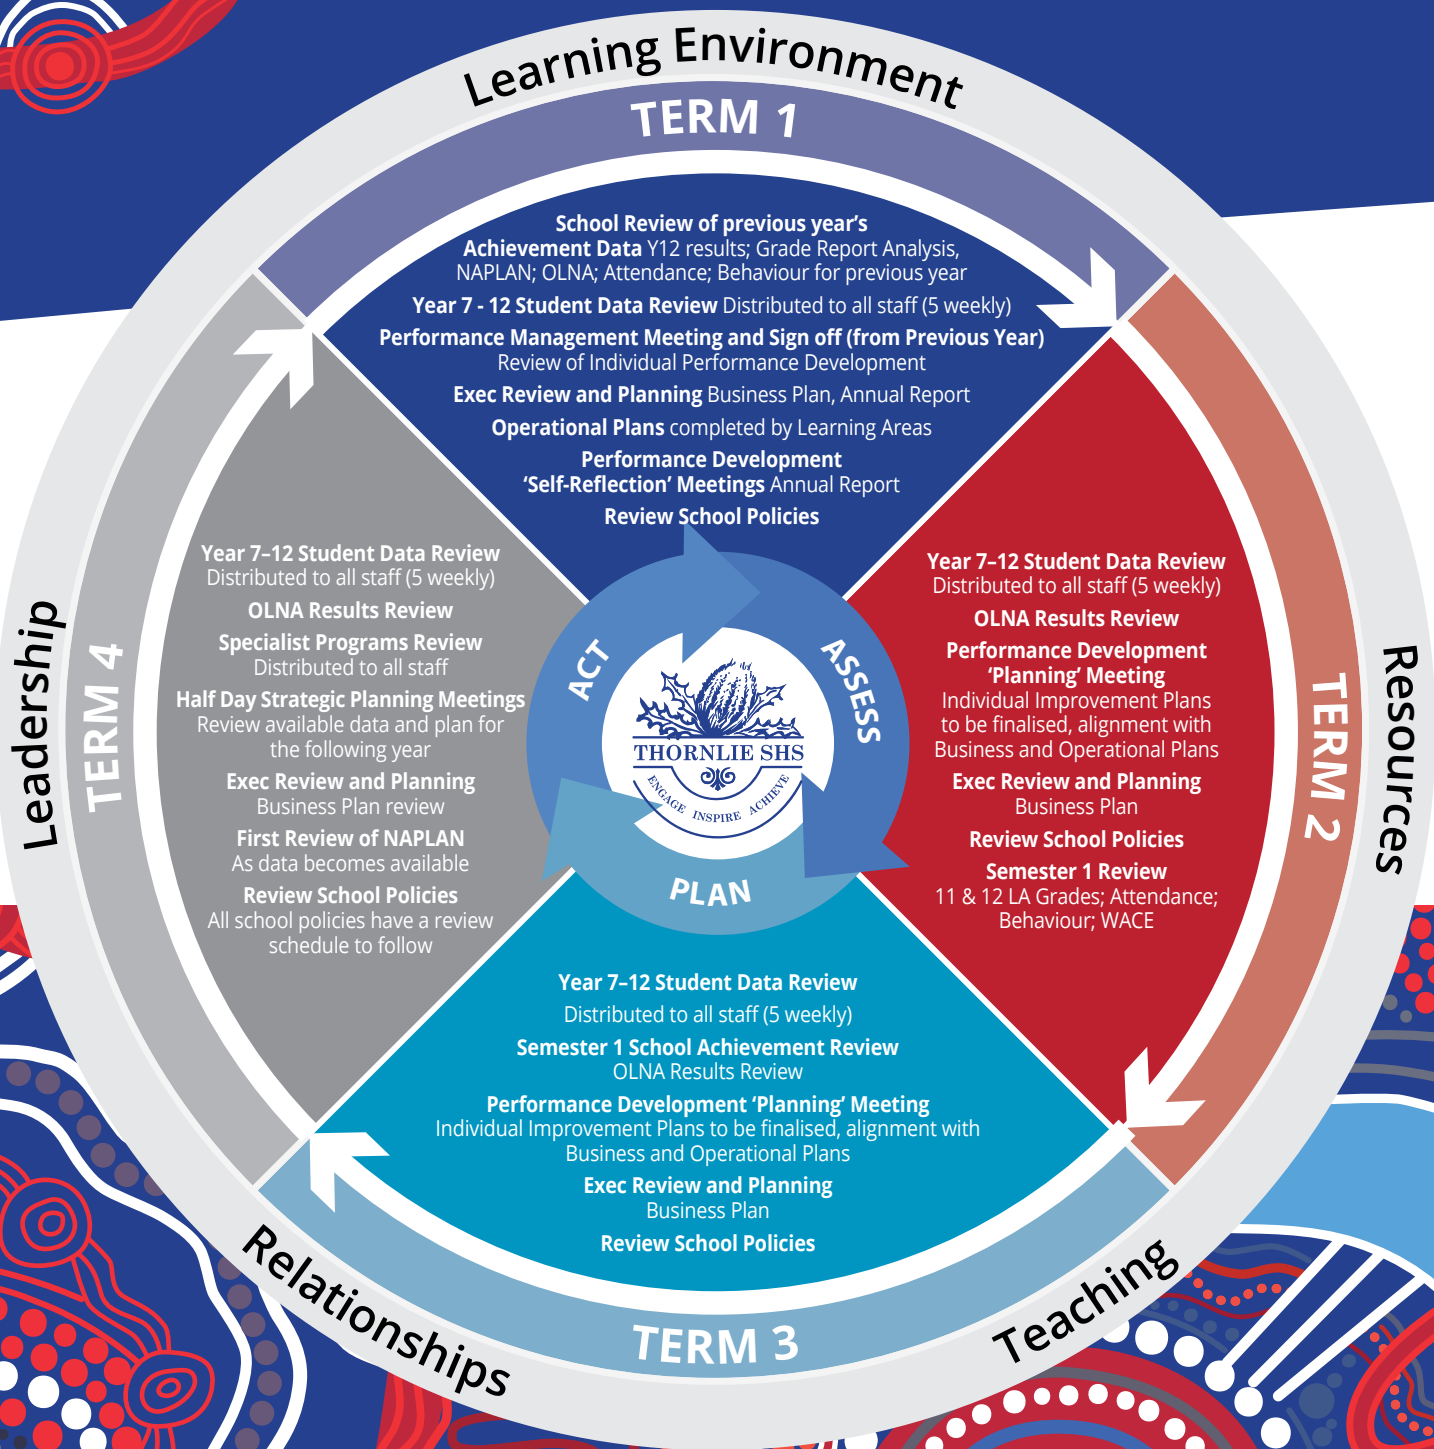 Learning Environment
TERM 1
School Review of previous year's
Achievement Data Y12 results; Grade Report Analysis,
NAPLAN; OLNA; Attendance; Behaviour for previous year
Year 7 - 12 Student Data Review Distributed to all staff (5 weekly)
Performance Management Meeting and Sign off (from Previous Year)
Review of Individual Performance Development
Exec Review and Planning Business Plan, Annual Report
Operational Plans completed by Learning Areas
Performance Development
‘Self-Reflection’ Meetings Annual Report
Review School Policies
Resources
TERM 2
Year 7–12 Student Data Review
Distributed to all staff (5 weekly)
OLNA Results Review
Performance Development
‘Planning’ Meeting
Individual Improvement Plans
to be finalised, alignment with
Business and Operational Plans
Exec Review and Planning
Business Plan
Review School Policies
Semester 1 Review
11 & 12 LA Grades; Attendance;
Behaviour; WACE
Teaching
TERM 3
Year 7–12 Student Data Review
Distributed to all staff (5 weekly)
Semester 1 School Achievement Review
OLNA Results Review
Performance Development ‘Planning’ Meeting
Individual Improvement Plans to be finalised, alignment with
Business and Operational Plans
Exec Review and Planning
Business Plan
Review School Policies
Relationships
Leadership
TERM 4
Year 7–12 Student Data Review
Distributed to all staff (5 weekly)
OLNA Results Review
Specialist Programs Review
Distributed to all staff
Half Day Strategic Planning Meetings
Review available data and plan for
the following year
Exec Review and Planning
Business Plan review
First Review of NAPLAN
As data becomes available
Review School Policies
All school policies have a review
schedule to follow
ACT
ASSESS
PLAN
THORNLIE SHS
ENGAGE INSPIRE ACHIEVE